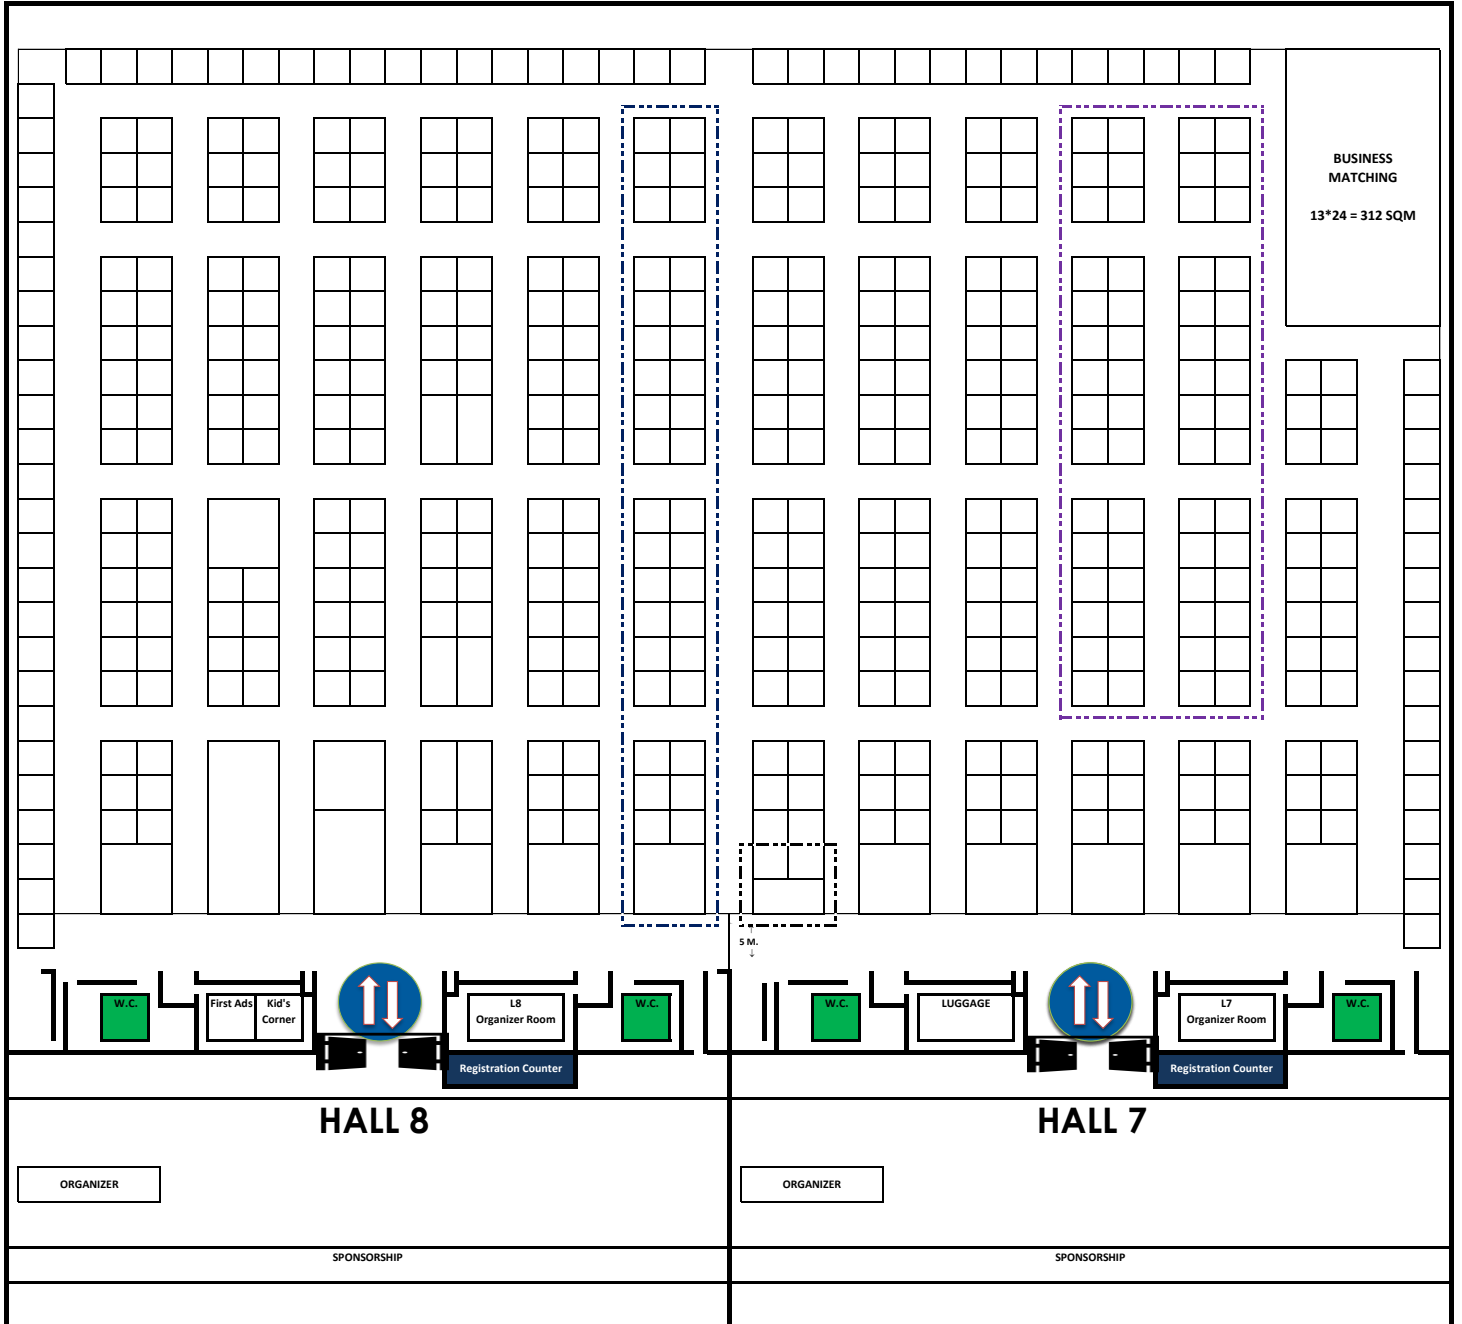 BUSINESS
MATCHING
13*24 = 312 SQM
5 M.
W.C.
First Ads
Kid's
Corner
L8
Organizer Room
W.C.
W.C.
LUGGAGE
L7
Organizer Room
W.C.
Registration Counter
Registration Counter
HALL 8
HALL 7
ORGANIZER
ORGANIZER
SPONSORSHIP
SPONSORSHIP